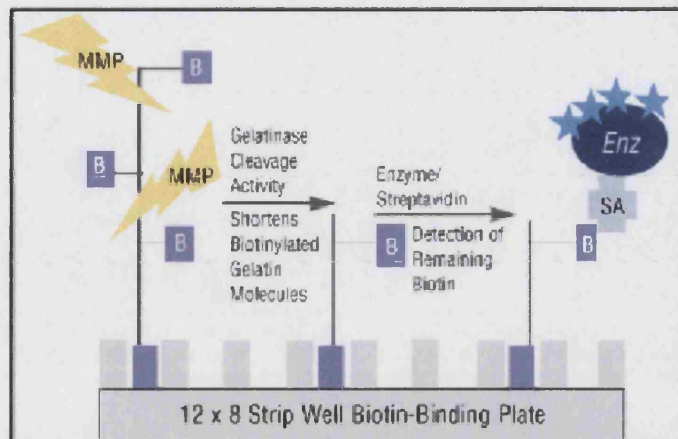 MMP
B
B
MMP
B
Gelatinase
Cleavage
Activity
Shortens
Biotinylated
Gelatin
Molecules
Enzyme/
Streptavidin
B
Detection of
Remaining
Biotin
Enz
SA
B
12 x 8 Strip Well Biotin-Binding Plate